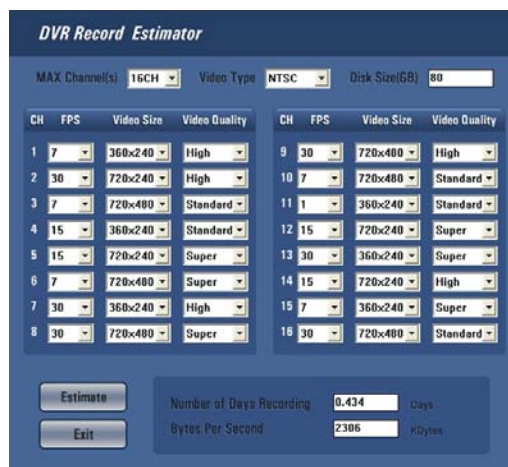 DVR Record Estimator
MAX Channel(s) 16CH Video Type NTSC Disk Size(GB) 80
CH FPS Video Size Video Quality CH FPS Video Size Video Quality
1 7 360x240 High 9 30 720x480 High
2 30 720x240 High 10 7 720x480 Standard
3 7 720x480 Standard 11 1 360x240 Standard
4 15 360x240 Standard 12 15 720x240 Super
5 15 720x240 Super 13 30 360x240 Super
6 7 720x480 Super 14 15 720x480 High
7 30 360x240 High 15 7 360x240 Super
8 30 720x480 Super 16 30 720x480 Standard
Estimate Number of Days Recording 0.434 Days
Exit Bytes Per Second 2306 KBytes